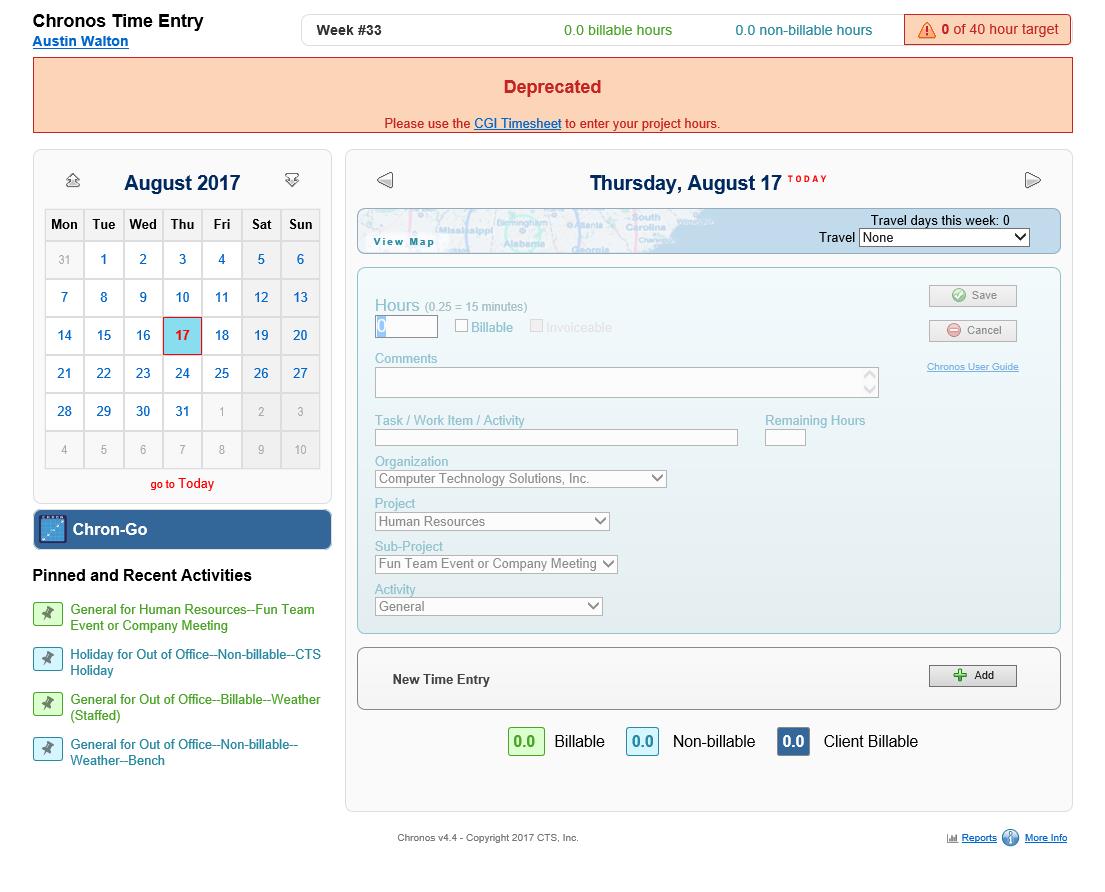 Chronos Time Entry
Austin Walton
Week #33
0.0 billable hours
0.0 non-billable hours
0 of 40 hour target
Deprecated
Please use the CGI Timesheet to enter your project hours.
August 2017
Mon Tue Wed Thu Fri Sat Sun
31 1 2 3 4 5 6
7 8 9 10 11 12 13
14 15 16 17 18 19 20
21 22 23 24 25 26 27
28 29 30 31 1 2 3
4 5 6 7 8 9 10
go to Today
Chron-Go
Pinned and Recent Activities
General for Human Resources--Fun Team
Event or Company Meeting
Holiday for Out of Office--Non-billable--CTS
Holiday
General for Out of Office--Billable--Weather
(Staffed)
General for Out of Office--Non-billable--
Weather--Bench
Thursday, August 17 TODAY
View Map
Mississippi
Birmingham
Alabama
Atlanta
South
Carolina
Travel days this week: 0
Travel None
Hours (0.25 = 15 minutes)
0
Billable
Invoiceable
Save
Cancel
Chronos User Guide
Comments
Task / Work Item / Activity
Remaining Hours
Organization
Computer Technology Solutions, Inc.
Project
Human Resources
Sub-Project
Fun Team Event or Company Meeting
Activity
General
New Time Entry
Add
0.0 Billable
0.0 Non-billable
0.0 Client Billable
Chronos v4.4 - Copyright 2017 CTS, Inc.
Reports
More Info